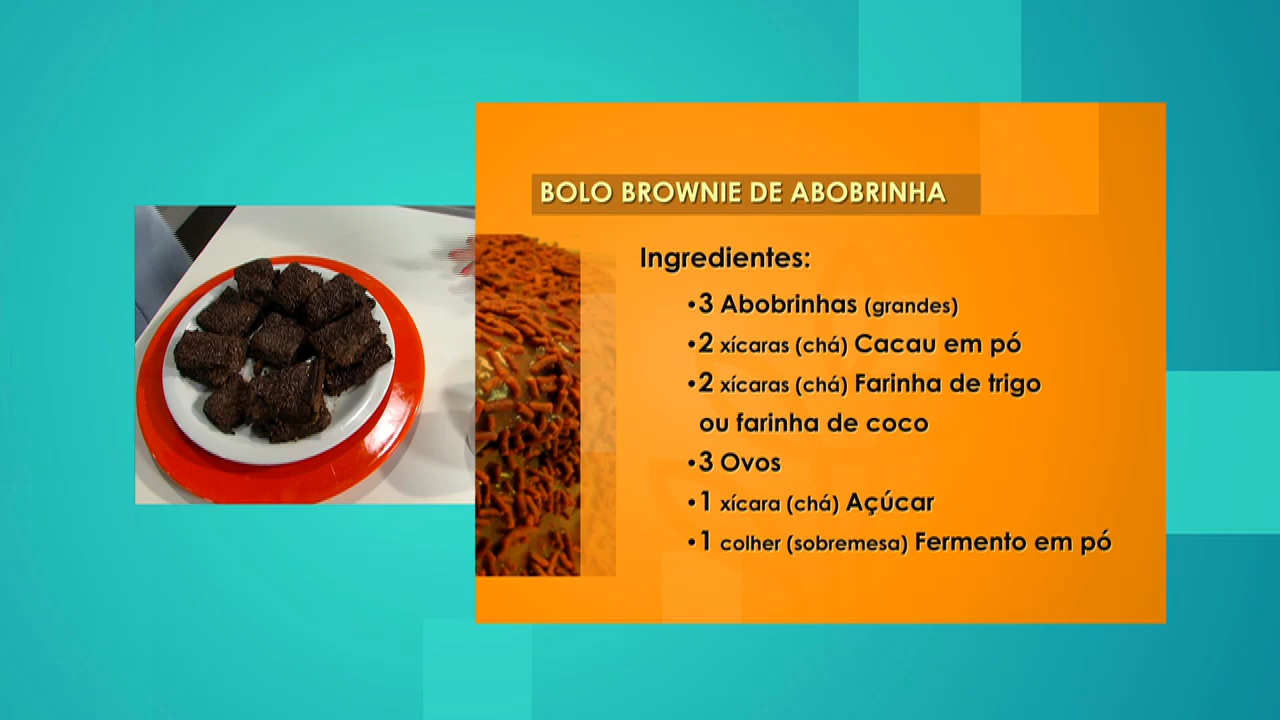 BOLO BROWNIE DE ABOBRINHA
Ingredientes:
•3 Abobrinhas (grandes)
•2 xícaras (chá) Cacau em pó
•2 xícaras (chá) Farinha de trigo
ou farinha de coco
•3 Ovos
•1 xícara (chá) Açúcar
•1 colher (sobremesa) Fermento em pó